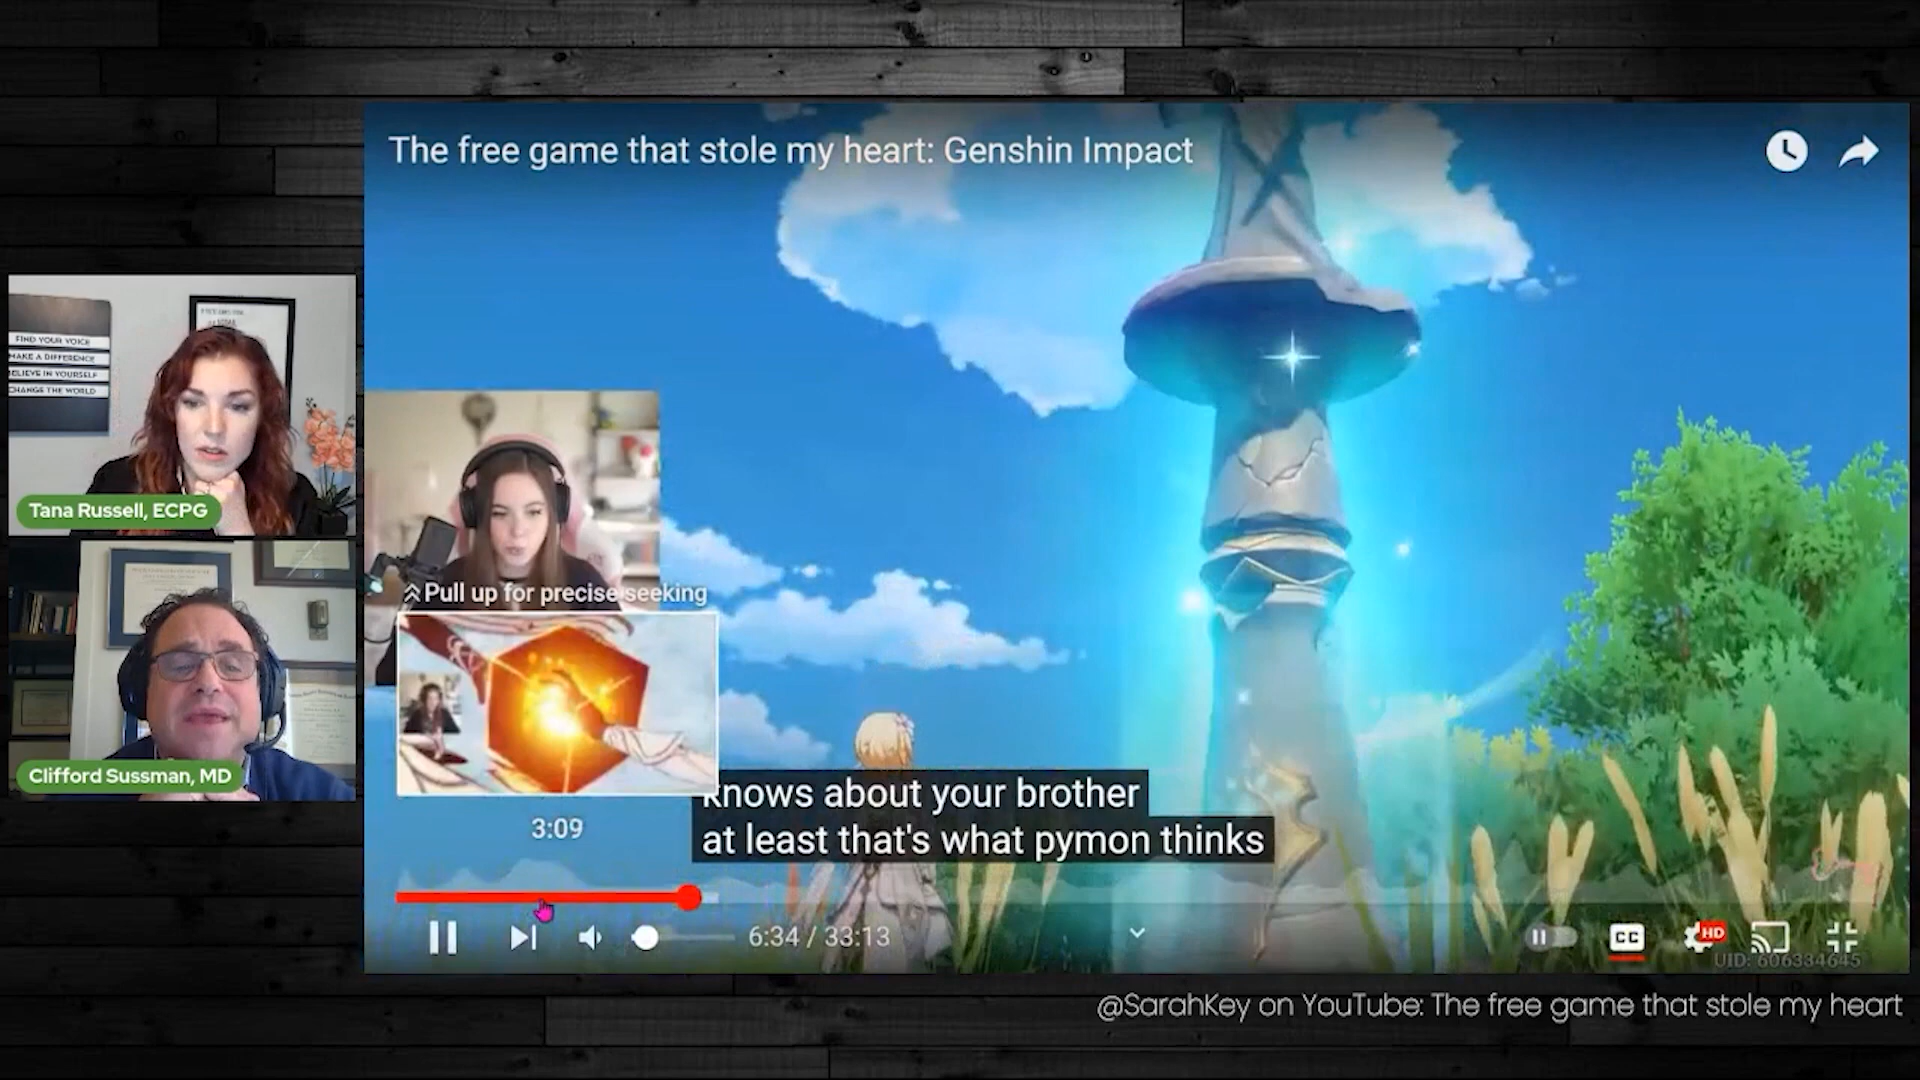 The free game that stole my heart: Genshin Impact
FIND YOUR VOICE
MAKE A DIFFERENCE
BELIEVE IN YOURSELF
CHANGE THE WORLD
Tana Russell, ECPG
Clifford Sussman, MD
Pull up for precise seeking
3:09
knows about your brother
at least that's what pymon thinks
6:34 / 33:13
CC
HD
UID: 606334645
@SarahKey on YouTube: The free game that stole my heart